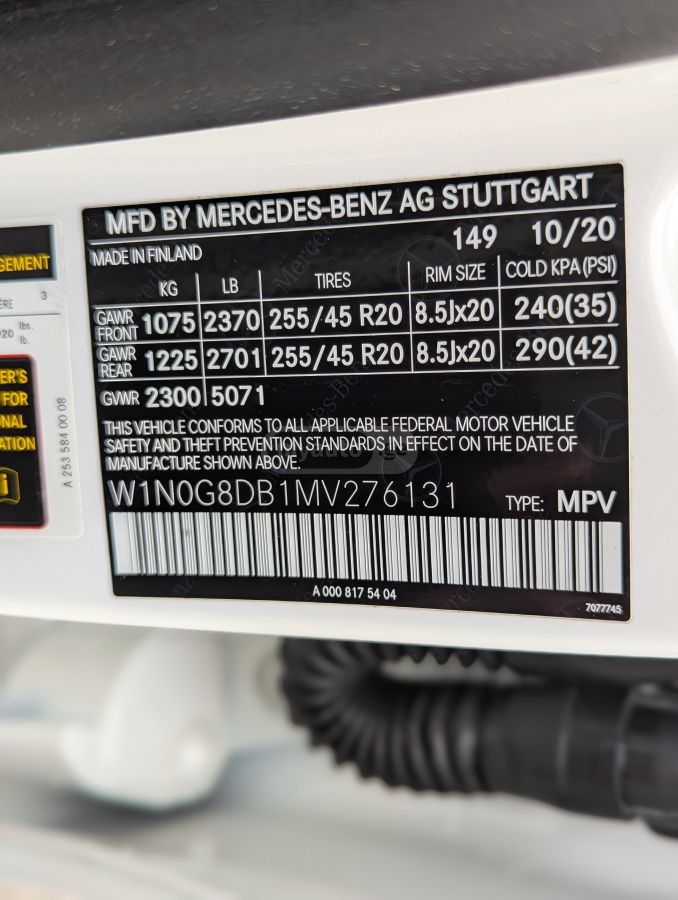 MFD BY MERCEDES-BENZ AG STUTTGART
MADE IN FINLAND 149 10/20
KG LB TIRES RIM SIZE COLD KPA(PSI)
GAWR FRONT 1075 2370 255/45 R20 8.5Jx20 240(35)
GAWR REAR 1225 2701 255/45 R20 8.5Jx20 290(42)
GVWR 2300 5071
THIS VEHICLE CONFORMS TO ALL APPLICABLE FEDERAL MOTOR VEHICLE
SAFETY AND THEFT PREVENTION STANDARDS IN EFFECT ON THE DATE OF
MANUFACTURE SHOWN ABOVE.
W1N0G8DB1MV276131 TYPE: MPV
A 000 817 54 04
7077745
3
lbs.
lb.
FOR
A 253 584 00 08